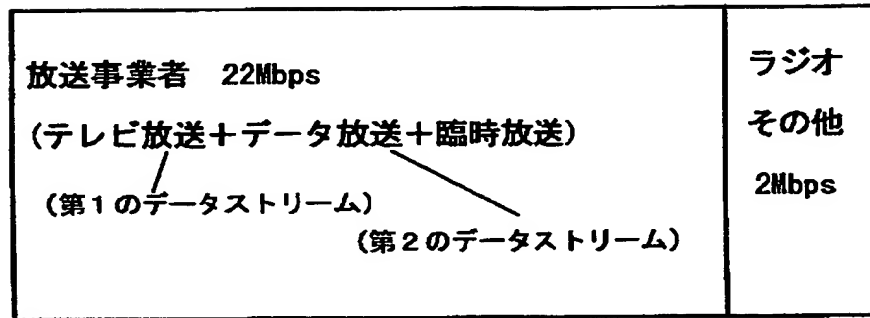 放送事業者 22Mbps
(テレビ放送+データ放送+臨時放送)
(第1のデータストリーム)
(第2のデータストリーム)
ラジオ
その他
2Mbps